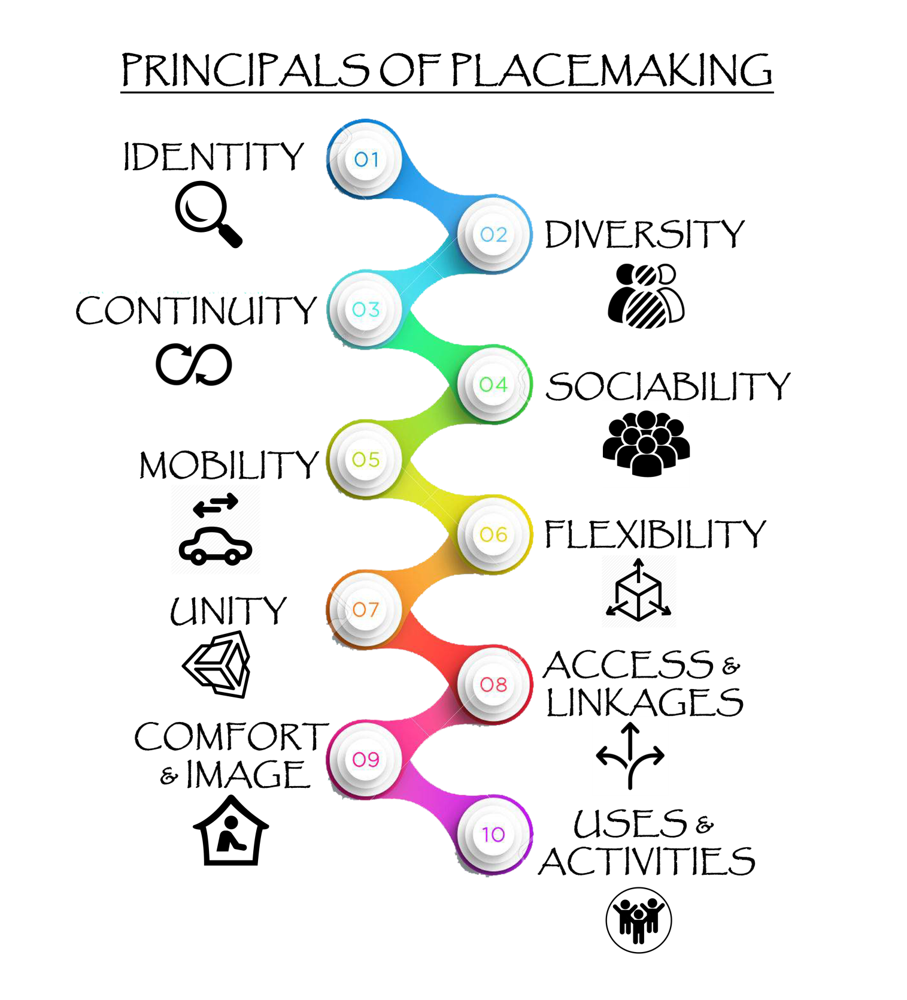 PRINCIPALS OF PLACEMAKING
IDENTITY
01
02
DIVERSITY
CONTINUITY
03
04
SOCIABILITY
MOBILITY
05
06
FLEXIBILITY
UNITY
07
08
ACCESS &
LINKAGES
COMFORT
& IMAGE
09
10
USES &
ACTIVITIES